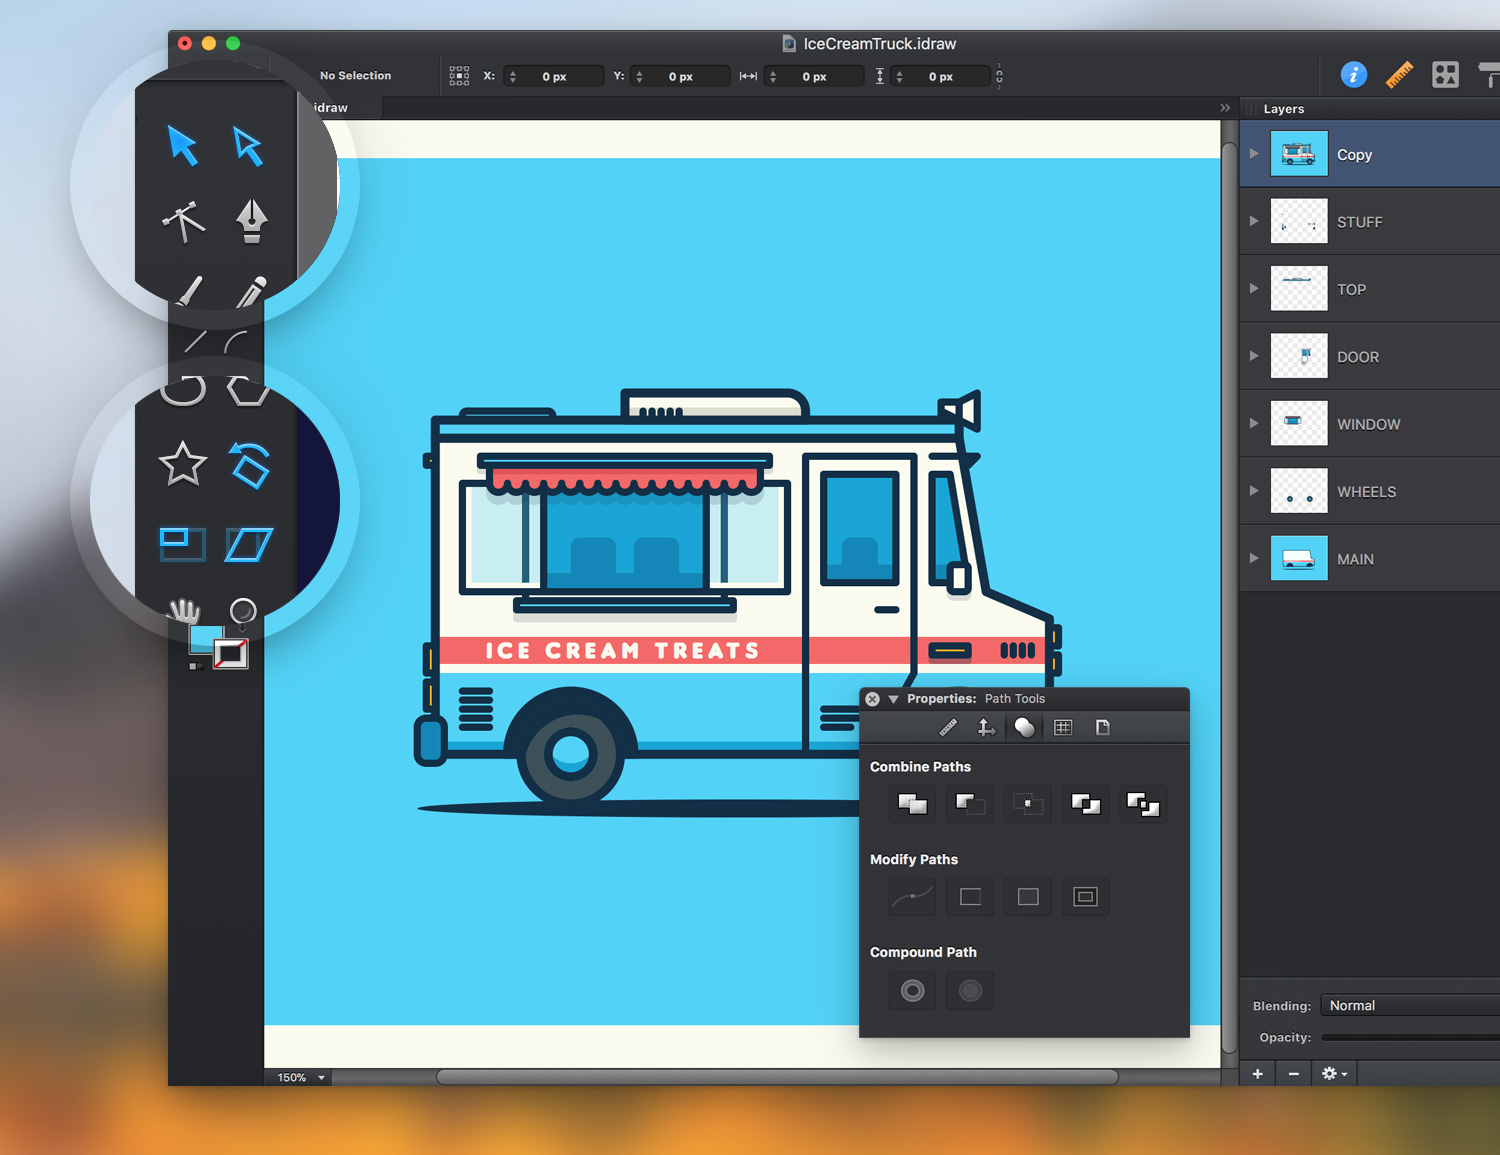 IceCreamTruck.idraw
No Selection
X: 0 px
Y: 0 px
0 px
0 px
idraw
Layers
Copy
STUFF
TOP
DOOR
WINDOW
WHEELS
MAIN
ICE CREAM TREATS
Properties: Path Tools
Combine Paths
Modify Paths
Compound Path
Blending: Normal
Opacity:
150%